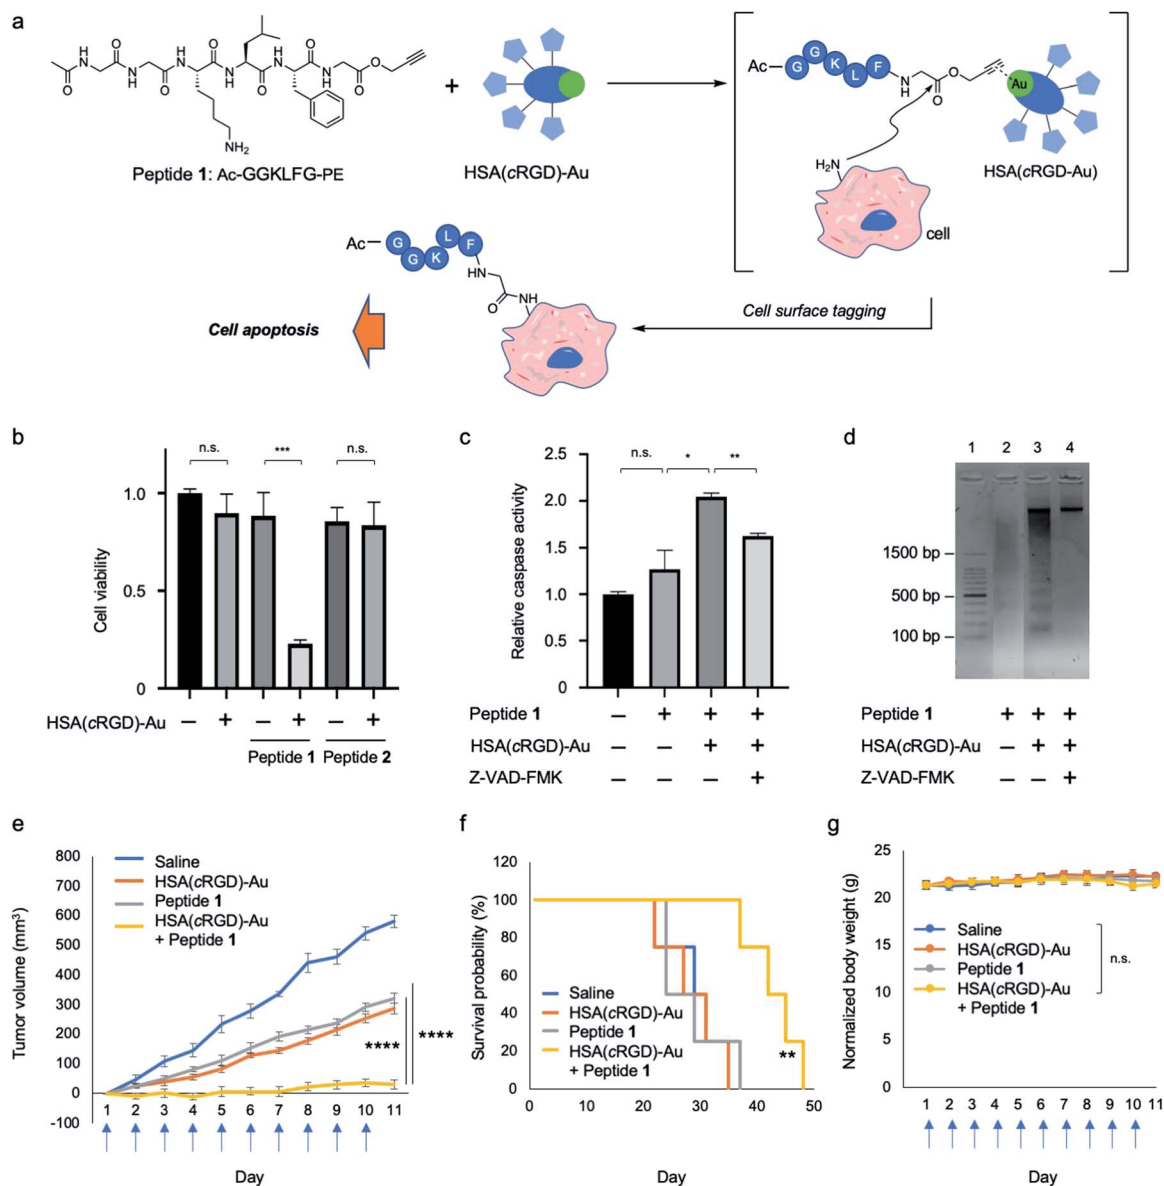 a
H
N
O
N
H
O
H
N
O
N
H
O
H
N
O
H
N
O
O
NH2
Peptide 1: Ac-GGKLFG-PE
+
HSA(cRGD)-Au
Ac
G
G
K
L
F
N
H
O
O
Au
H2N
cell
HSA(cRGD-Au)
Ac
G
G
K
L
F
HN
O
NH
Cell surface tagging
Cell apoptosis
b
n.s.
***
n.s.
Cell viability
1.0
0.5
0
HSA(cRGD)-Au
— + — + — +
Peptide 1 Peptide 2
c
n.s.
*
**
Relative caspase activity
2.5
2.0
1.5
1.0
0.5
0
Peptide 1 — + + +
HSA(cRGD)-Au — — + +
Z-VAD-FMK — — — +
d
1 2 3 4
1500 bp
500 bp
100 bp
Peptide 1 + + +
HSA(cRGD)-Au — + +
Z-VAD-FMK — — +
e
Tumor volume (mm3)
800
700
600
500
400
300
200
100
0
-100
Saline
HSA(cRGD)-Au
Peptide 1
HSA(cRGD)-Au
+ Peptide 1
****
****
1 2 3 4 5 6 7 8 9 10 11
Day
f
Survival probability (%)
120
100
80
60
40
20
0
Saline
HSA(cRGD)-Au
Peptide 1
HSA(cRGD)-Au
+ Peptide 1
**
0 10 20 30 40 50
Day
g
Normalized body weight (g)
25
20
15
10
5
0
Saline
HSA(cRGD)-Au
Peptide 1
HSA(cRGD)-Au
+ Peptide 1
n.s.
1 2 3 4 5 6 7 8 9 10 11
Day